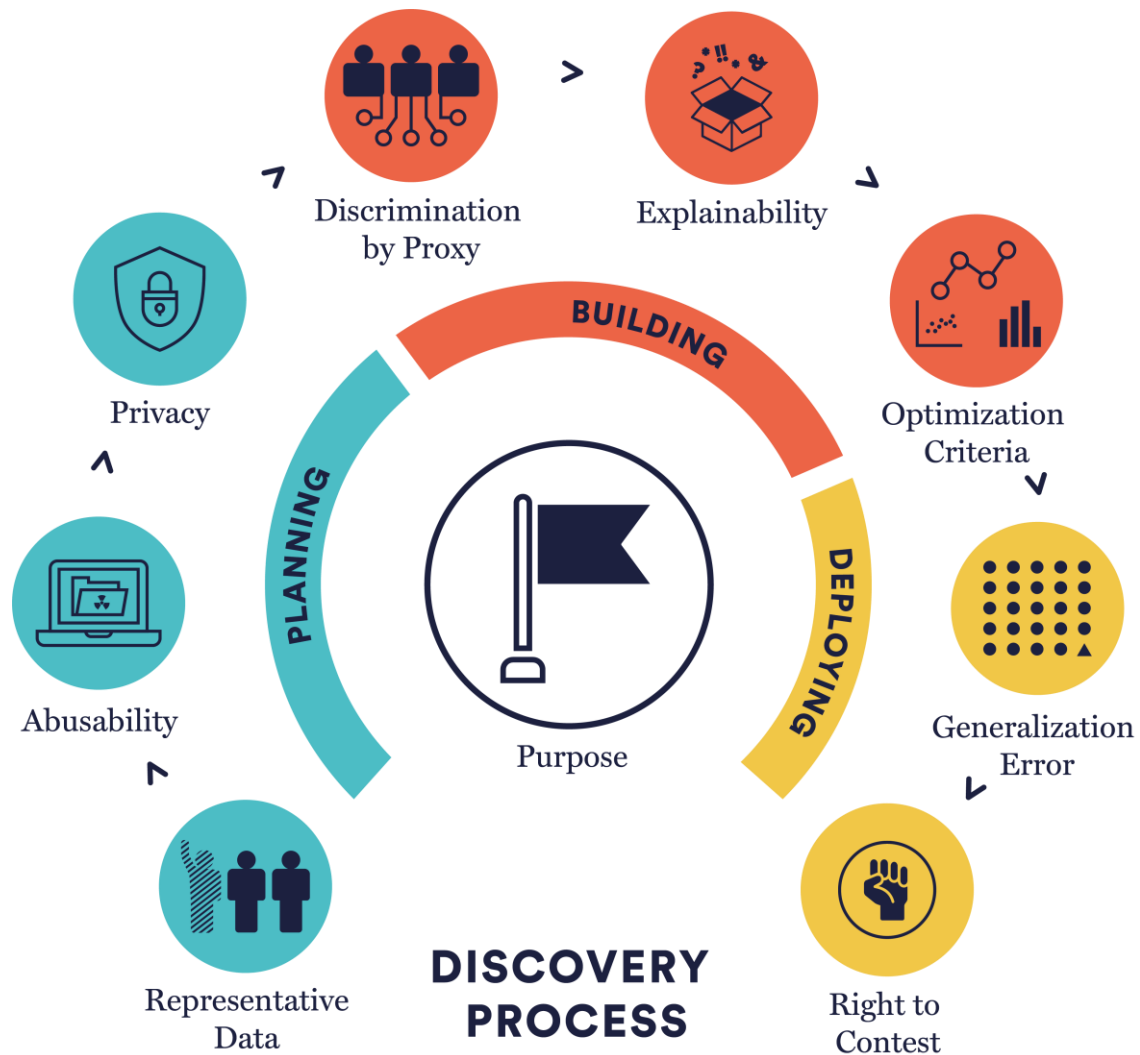 Discrimination
by Proxy
Explainability
Privacy
Optimization
Criteria
Abusability
Generalization
Error
Representative
Data
Right to
Contest
PLANNING
BUILDING
DEPLOYING
Purpose
DISCOVERY
PROCESS